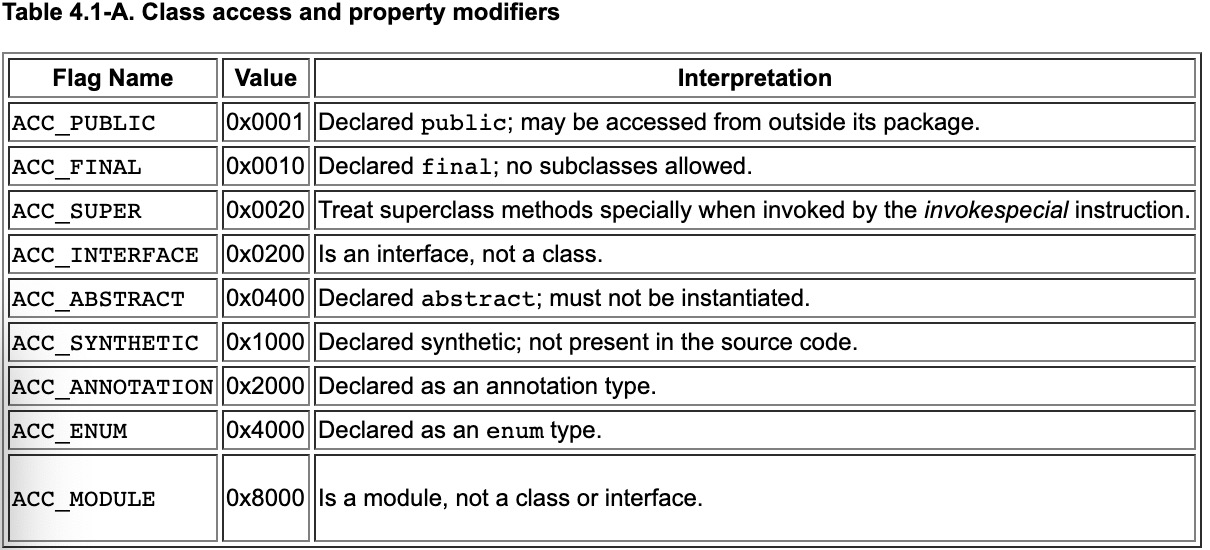 Table 4.1-A. Class access and property modifiers
Flag Name Value Interpretation
ACC_PUBLIC 0x0001 Declared public; may be accessed from outside its package.
ACC_FINAL 0x0010 Declared final; no subclasses allowed.
ACC_SUPER 0x0020 Treat superclass methods specially when invoked by the invokespecial instruction.
ACC_INTERFACE 0x0200 Is an interface, not a class.
ACC_ABSTRACT 0x0400 Declared abstract; must not be instantiated.
ACC_SYNTHETIC 0x1000 Declared synthetic; not present in the source code.
ACC_ANNOTATION 0x2000 Declared as an annotation type.
ACC_ENUM 0x4000 Declared as an enum type.
ACC_MODULE 0x8000 Is a module, not a class or interface.